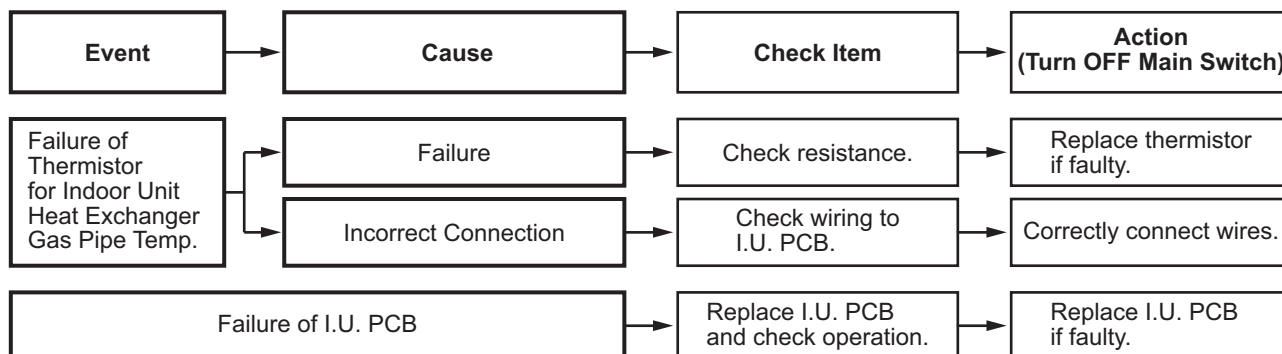 Event
Cause
Check Item
Action
(Turn OFF Main Switch)
Failure of
Thermistor
for Indoor Unit
Heat Exchanger
Gas Pipe Temp.
Failure
Check resistance.
Replace thermistor
if faulty.
Incorrect Connection
Check wiring to
I.U. PCB.
Correctly connect wires.
Failure of I.U. PCB
Replace I.U. PCB
and check operation.
Replace I.U. PCB
if faulty.